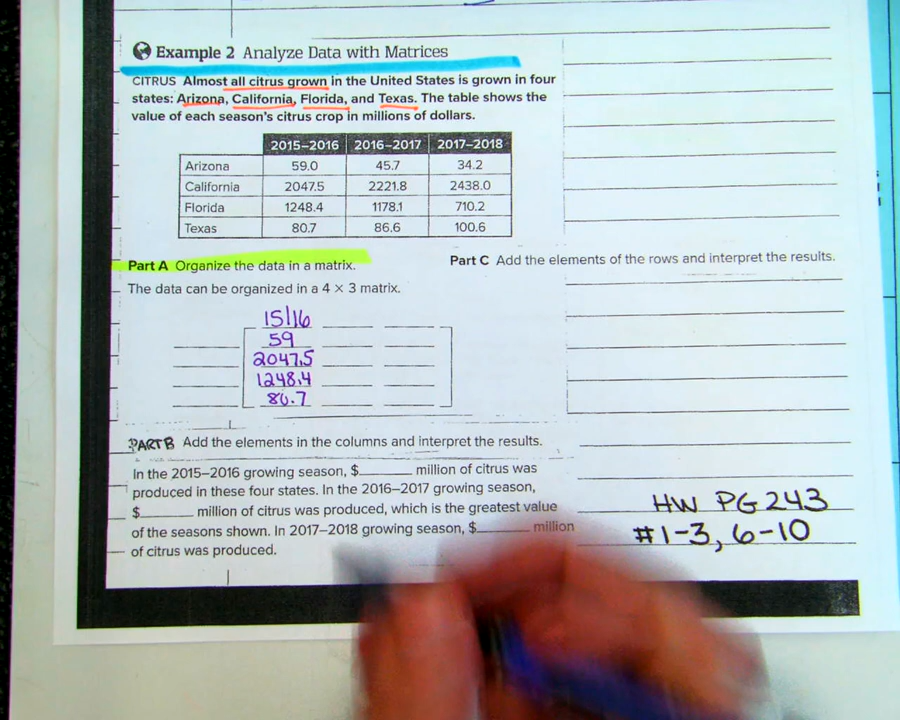 Example 2 Analyze Data with Matrices
CITRUS Almost all citrus grown in the United States is grown in four
states: Arizona, California, Florida, and Texas. The table shows the
value of each season's citrus crop in millions of dollars.
2015–2016 2016–2017 2017–2018
Arizona 59.0 45.7 34.2
California 2047.5 2221.8 2438.0
Florida 1248.4 1178.1 710.2
Texas 80.7 86.6 100.6
Part A Organize the data in a matrix.
The data can be organized in a 4 × 3 matrix.
15/16
59
2047.5
1248.4
80.7
PART B Add the elements in the columns and interpret the results.
In the 2015–2016 growing season, $______ million of citrus was
produced in these four states. In the 2016–2017 growing season,
$______ million of citrus was produced, which is the greatest value
of the seasons shown. In 2017–2018 growing season, $______ million
of citrus was produced.
Part C Add the elements of the rows and interpret the results.
HW PG 243
#1-3, 6-10